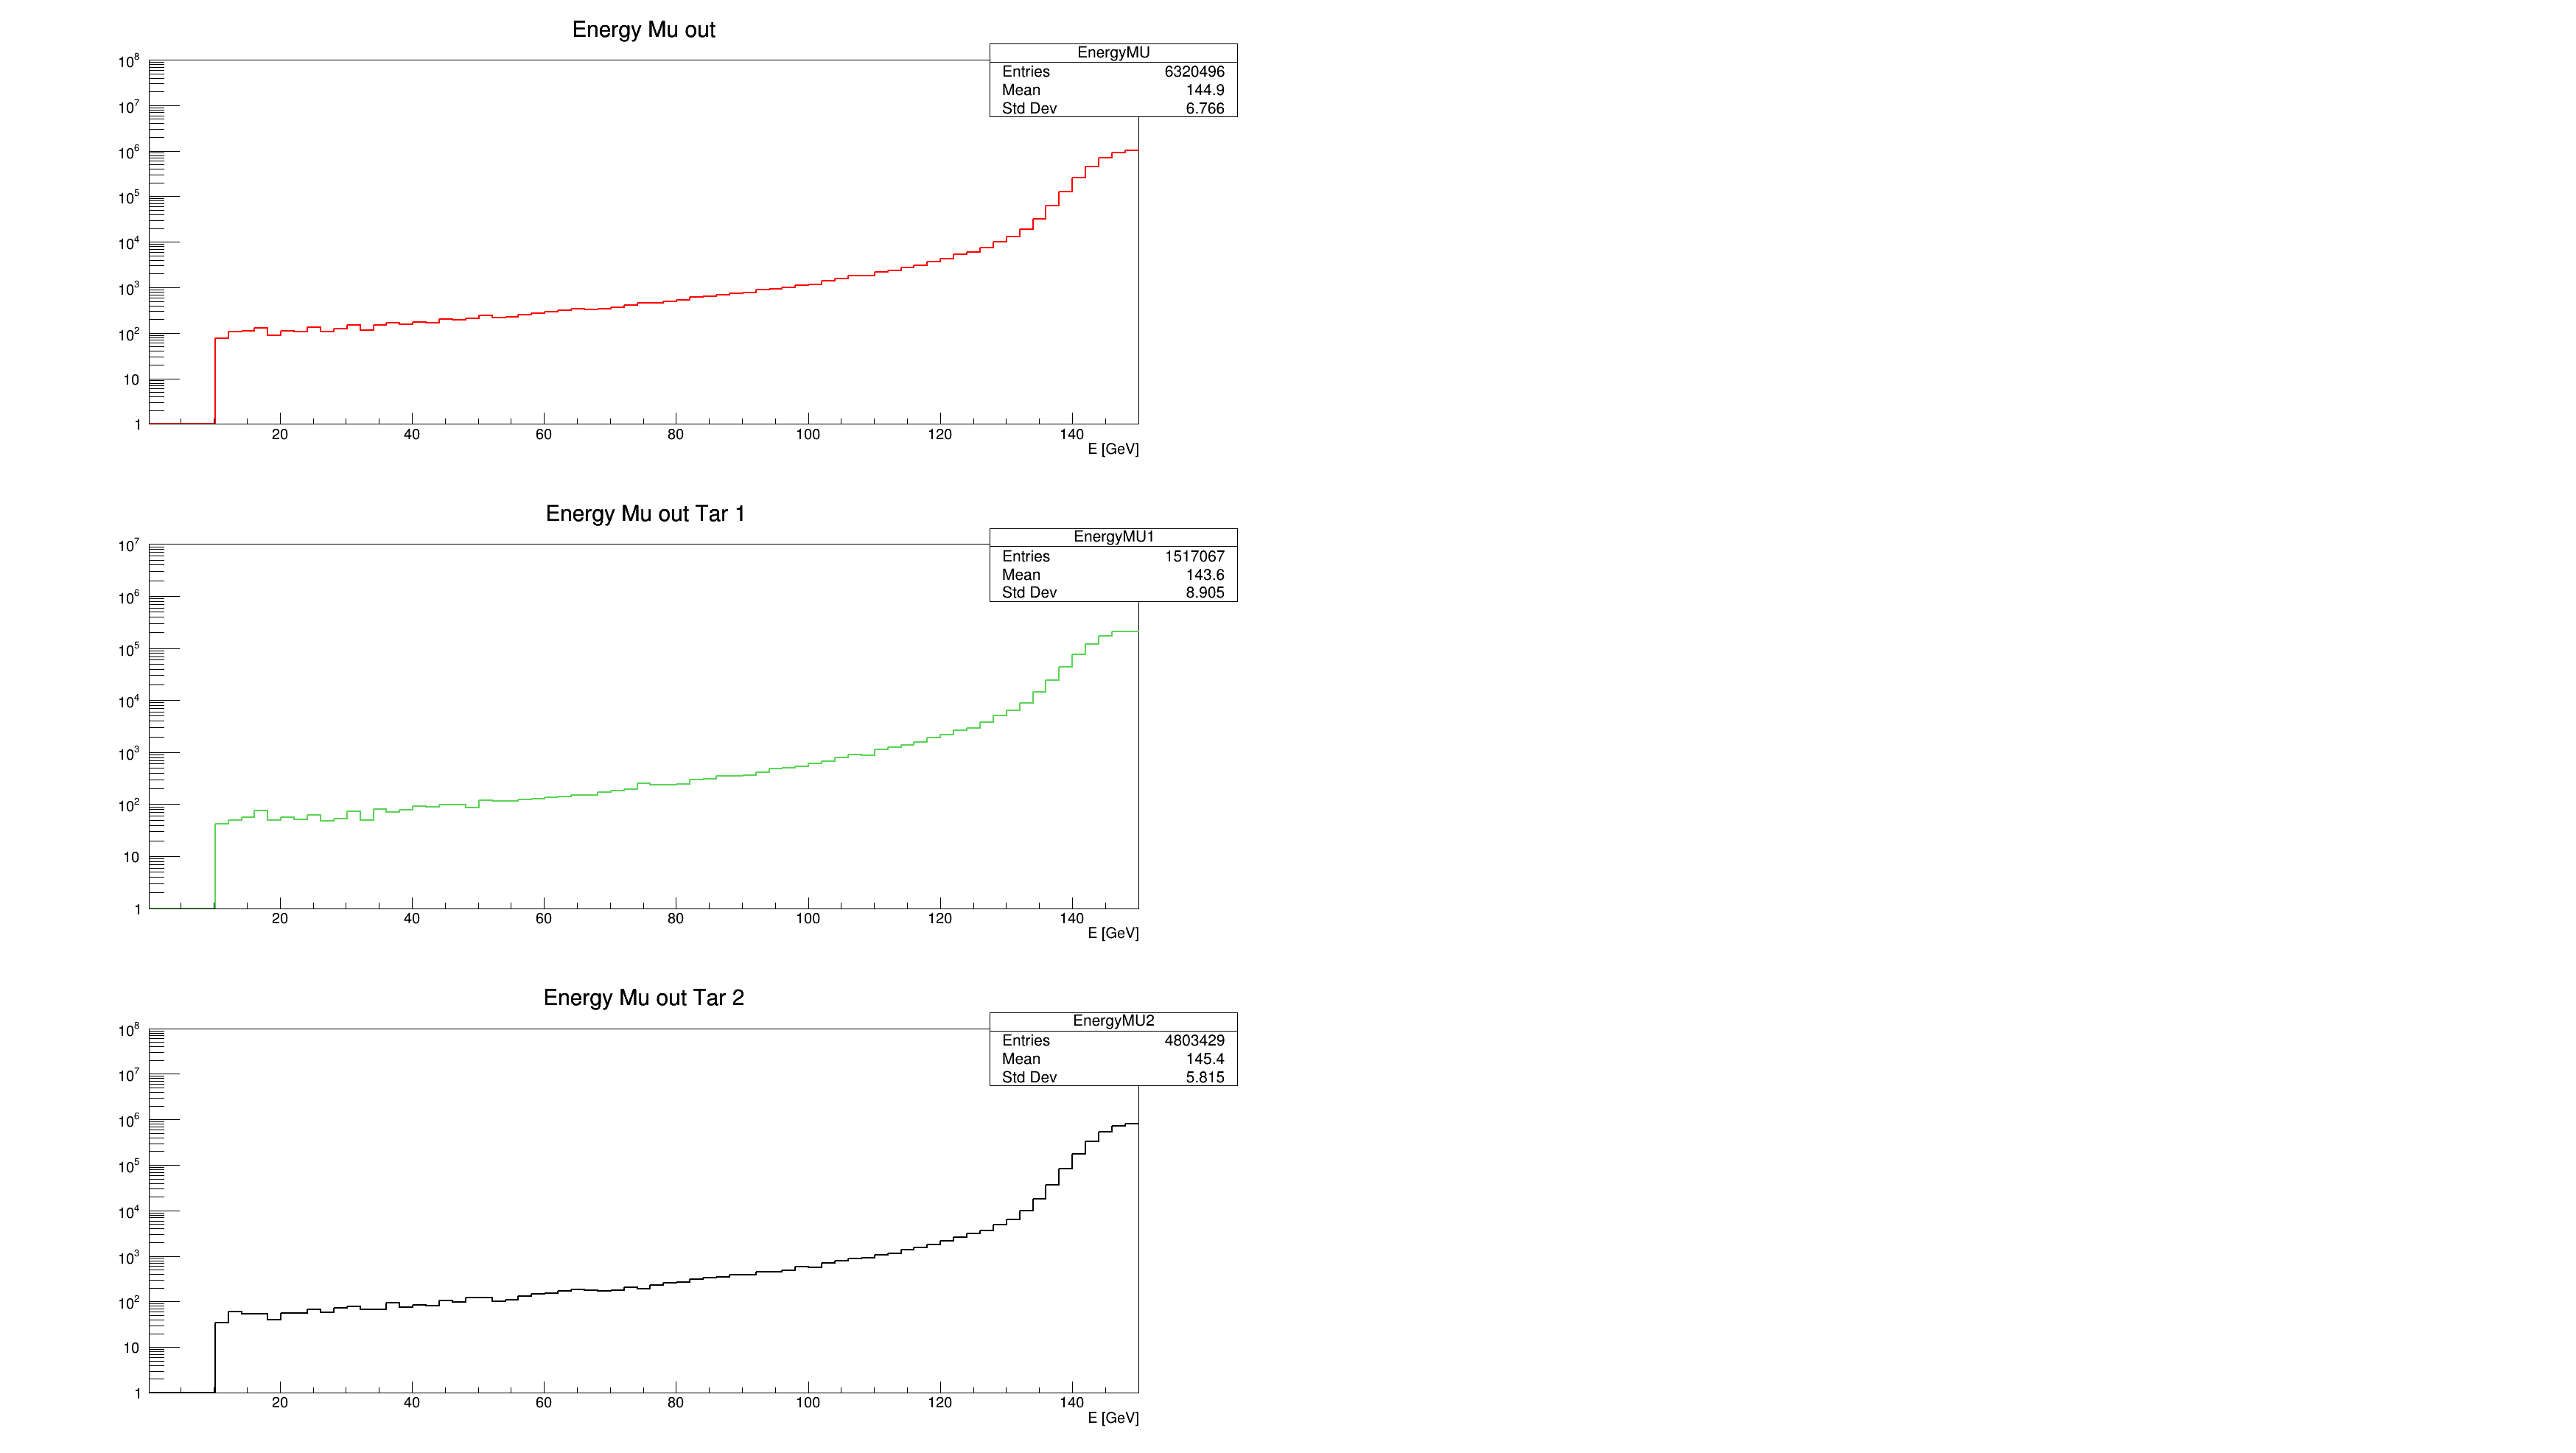 Energy Mu out
EnergyMU
Entries 6320496
Mean 144.9
Std Dev 6.766
10^8
10^7
10^6
10^5
10^4
10^3
10^2
10
1
20 40 60 80 100 120 140
E [GeV]
Energy Mu out Tar 1
EnergyMU1
Entries 1517067
Mean 143.6
Std Dev 8.905
10^7
10^6
10^5
10^4
10^3
10^2
10
1
20 40 60 80 100 120 140
E [GeV]
Energy Mu out Tar 2
EnergyMU2
Entries 4803429
Mean 145.4
Std Dev 5.815
10^8
10^7
10^6
10^5
10^4
10^3
10^2
10
1
20 40 60 80 100 120 140
E [GeV]